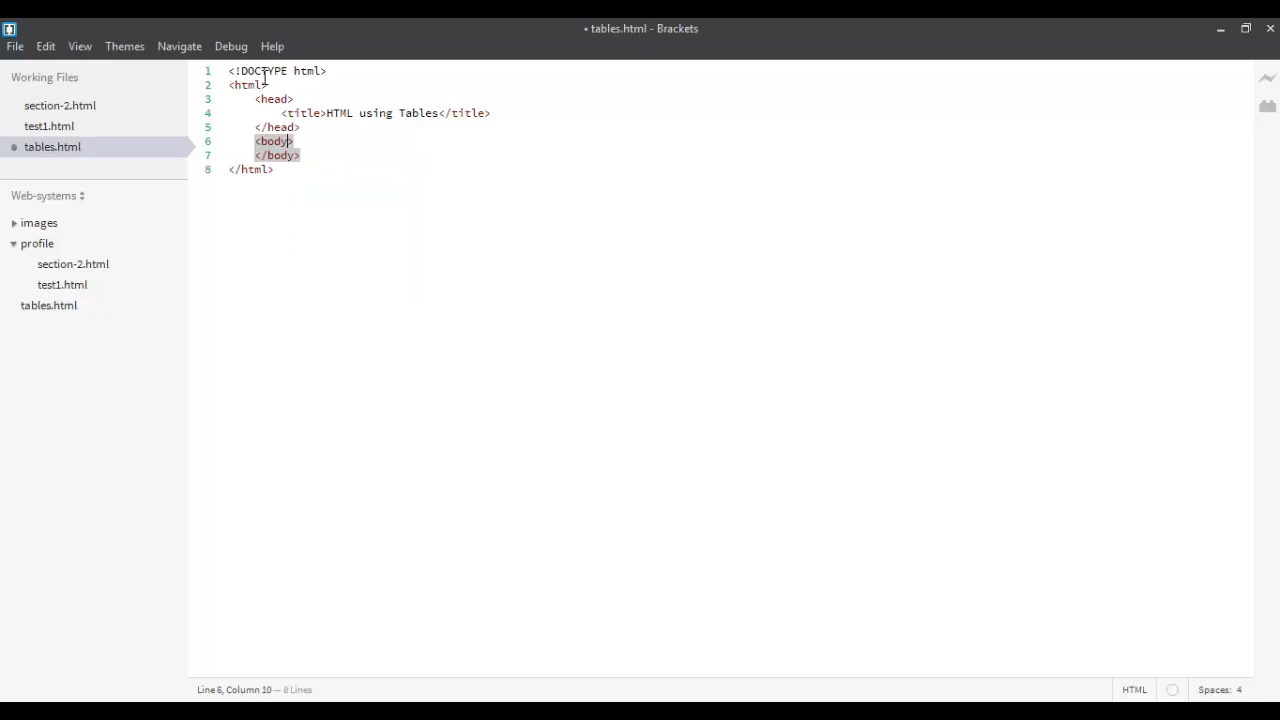 • tables.html - Brackets
File Edit View Themes Navigate Debug Help
Working Files
section-2.html
test1.html
tables.html
Web-systems
images
profile
section-2.html
test1.html
tables.html
1 <!DOCTYPE html>
2 <html>
3 <head>
4 <title>HTML using Tables</title>
5 </head>
6 <body>
7 </body>
8 </html>
Line 6, Column 10 — 8 Lines
HTML
Spaces: 4